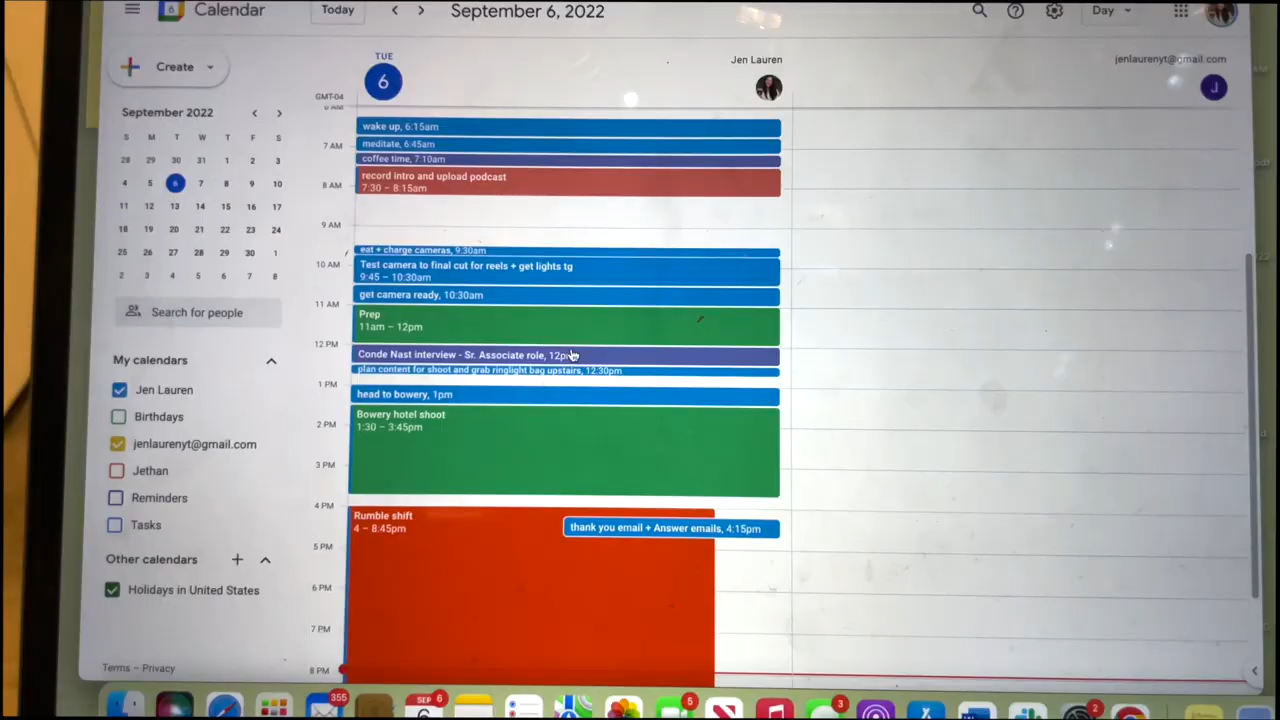 6
Calendar
Today
September 6, 2022
Day
Create
TUE
6
Jen Lauren
jenlaurenyt@gmail.com
J
GMT-04
September 2022
S M T W T F S
28 29 30 31 1 2 3
4 5 6 7 8 9 10
11 12 13 14 15 16 17
18 19 20 21 22 23 24
25 26 27 28 29 30 1
2 3 4 5 6 7 8
Search for people
My calendars
Jen Lauren
Birthdays
jenlaurenyt@gmail.com
Jethan
Reminders
Tasks
Other calendars
Holidays in United States
Terms – Privacy
wake up, 6:15am
7 AM
meditate, 6:45am
coffee time, 7:10am
record intro and upload podcast
7:30 – 8:15am
8 AM
9 AM
eat + charge cameras, 9:30am
10 AM
Test camera to final cut for reels + get lights tg
9:45 – 10:30am
get camera ready, 10:30am
11 AM
Prep
11am – 12pm
12 PM
Conde Nast interview - Sr. Associate role, 12pm
plan content for shoot and grab ringlight bag upstairs, 12:30pm
1 PM
head to bowery, 1pm
Bowery hotel shoot
1:30 – 3:45pm
2 PM
3 PM
4 PM
Rumble shift
4 – 8:45pm
thank you email + Answer emails, 4:15pm
5 PM
6 PM
7 PM
8 PM
355
SEP 6
5
3
2